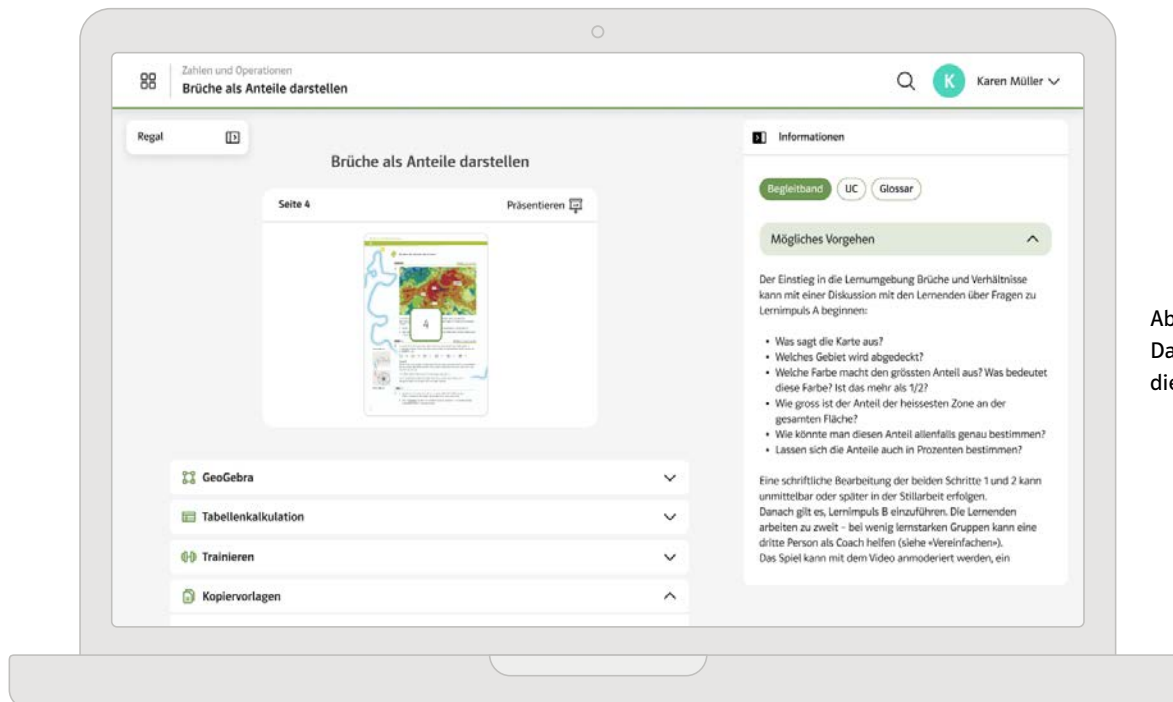 Zahlen und Operationen
Brüche als Anteile darstellen
K
Karen Müller
Regal
Brüche als Anteile darstellen
Seite 4
Präsentieren
4
GeoGebra
Tabellenkalkulation
Trainieren
Kopiervorlagen
Informationen
Begleitband
UC
Glossar
Mögliches Vorgehen
Der Einstieg in die Lernumgebung Brüche und Verhältnisse
kann mit einer Diskussion mit den Lernenden über Fragen zu
Lernimpuls A beginnen:
• Was sagt die Karte aus?
• Welches Gebiet wird abgedeckt?
• Welche Farbe macht den grössten Anteil aus? Was bedeutet
diese Farbe? Ist das mehr als 1/2?
• Wie gross ist der Anteil der heissesten Zone an der
gesamten Fläche?
• Wie könnte man diesen Anteil allenfalls genau bestimmen?
• Lassen sich die Anteile auch in Prozenten bestimmen?
Eine schriftliche Bearbeitung der beiden Schritte 1 und 2 kann
unmittelbar oder später in der Stillarbeit erfolgen.
Danach gilt es, Lernimpuls B einzuführen. Die Lernenden
arbeiten zu zweit – bei wenig lernstarken Gruppen kann eine
dritte Person als Coach helfen (siehe «Vereinfachen»).
Das Spiel kann mit dem Video anmoderiert werden, ein
Ab
Da
die